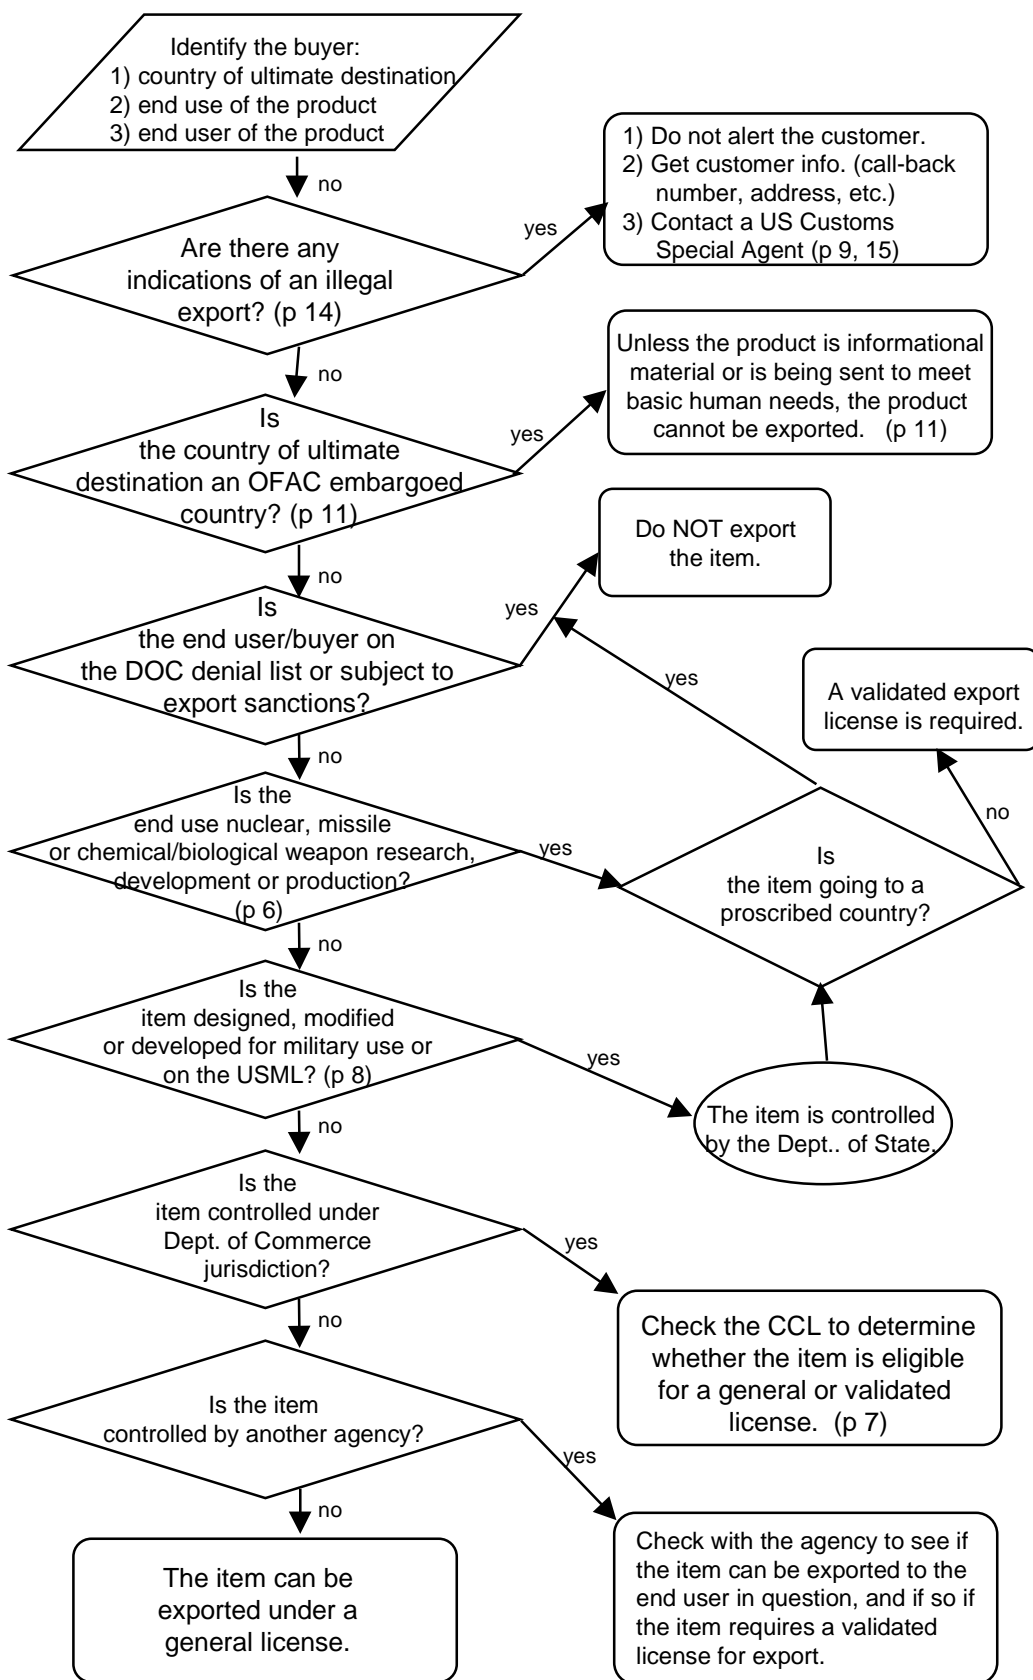 Identify the buyer:
1) country of ultimate destination
2) end use of the product
3) end user of the product
no
1) Do not alert the customer.
2) Get customer info. (call-back
number, address, etc.)
3) Contact a US Customs
Special Agent (p 9, 15)
yes
Are there any
indications of an illegal
export? (p 14)
no
Unless the product is informational
material or is being sent to meet
basic human needs, the product
cannot be exported. (p 11)
yes
Is
the country of ultimate
destination an OFAC embargoed
country? (p 11)
no
Do NOT export
the item.
yes
Is
the end user/buyer on
the DOC denial list or subject to
export sanctions?
yes
A validated export
license is required.
no
no
Is the
end use nuclear, missile
or chemical/biological weapon research,
development or production?
(p 6)
yes
Is
the item going to a
proscribed country?
no
Is the
item designed, modified
or developed for military use or
on the USML? (p 8)
yes
The item is controlled
by the Dept.. of State.
no
Is the
item controlled under
Dept. of Commerce
jurisdiction?
yes
no
Check the CCL to determine
whether the item is eligible
for a general or validated
license. (p 7)
Is the item
controlled by another agency?
yes
no
The item can be
exported under a
general license.
Check with the agency to see if
the item can be exported to the
end user in question, and if so if
the item requires a validated
license for export.